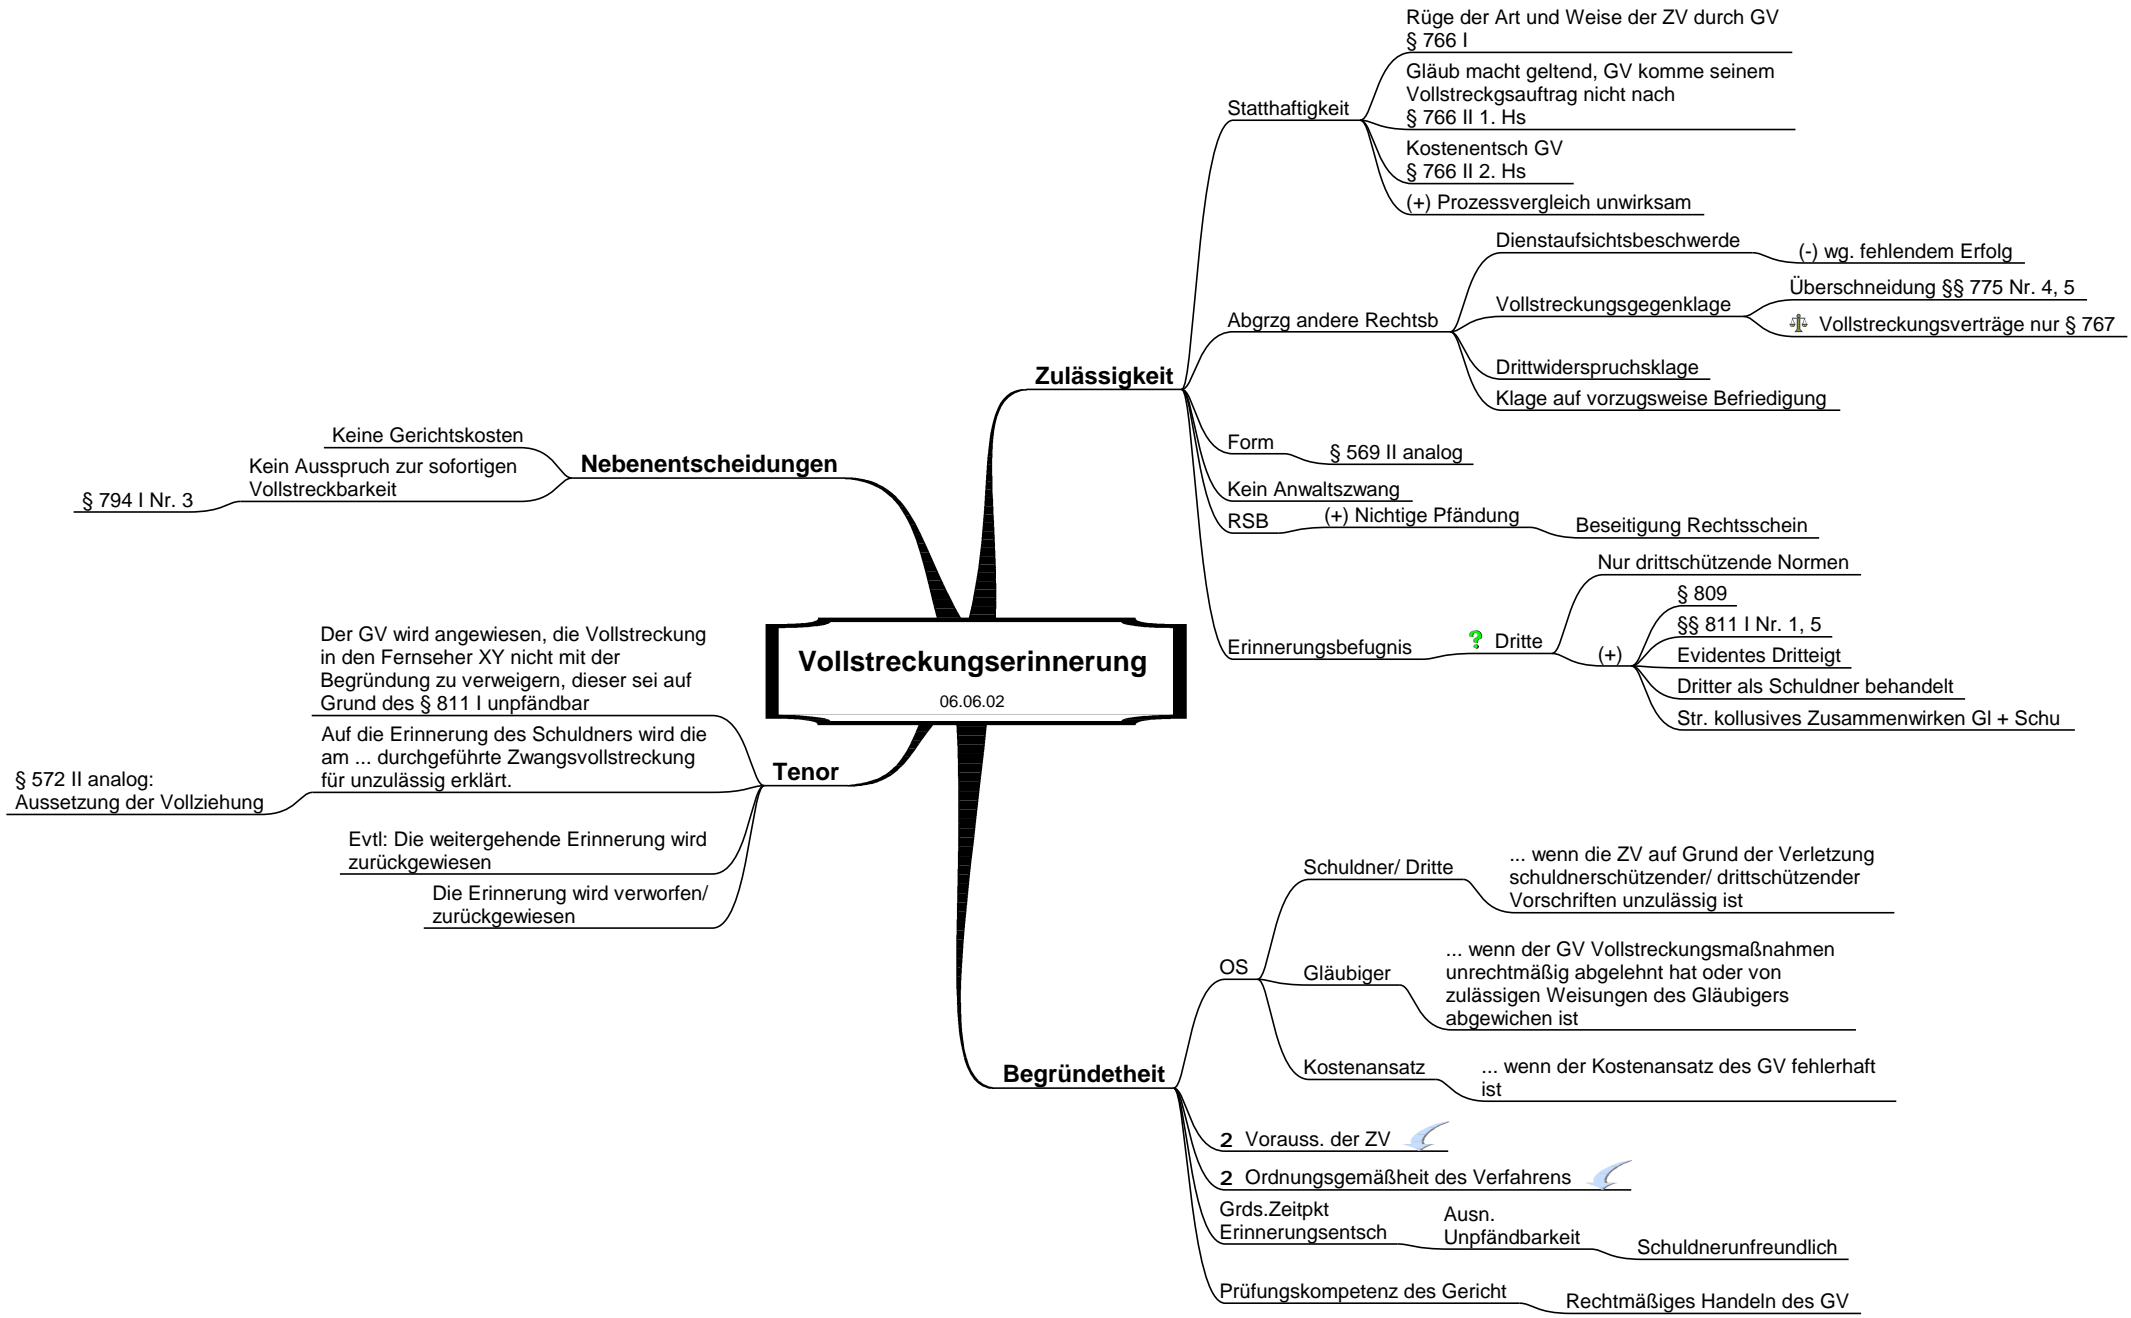 Vollstreckungserinnerung
06.06.02
Zulässigkeit
Statthaftigkeit
Rüge der Art und Weise der ZV durch GV
§ 766 I
Gläub macht geltend, GV komme seinem
Vollstreckgsauftrag nicht nach
§ 766 II 1. Hs
Kostenentsch GV
§ 766 II 2. Hs
(+) Prozessvergleich unwirksam
Abgrzg andere Rechtsb
Dienstaufsichtsbeschwerde
(-) wg. fehlendem Erfolg
Vollstreckungsgegenklage
Überschneidung §§ 775 Nr. 4, 5
Vollstreckungsverträge nur § 767
Drittwiderspruchsklage
Klage auf vorzugsweise Befriedigung
Form
§ 569 II analog
Kein Anwaltszwang
RSB
(+) Nichtige Pfändung
Beseitigung Rechtsschein
Erinnerungsbefugnis
? Dritte
Nur drittschützende Normen
(+)
§ 809
§§ 811 I Nr. 1, 5
Evidentes Dritteigt
Dritter als Schuldner behandelt
Str. kollusives Zusammenwirken Gl + Schu
Begründetheit
OS
Schuldner/ Dritte
... wenn die ZV auf Grund der Verletzung
schuldnerschützender/ drittschützender
Vorschriften unzulässig ist
Gläubiger
... wenn der GV Vollstreckungsmaßnahmen
unrechtmäßig abgelehnt hat oder von
zulässigen Weisungen des Gläubigers
abgewichen ist
Kostenansatz
... wenn der Kostenansatz des GV fehlerhaft
ist
2 Vorauss. der ZV
2 Ordnungsgemäßheit des Verfahrens
Grds.Zeitpkt
Erinnerungsentsch
Ausn.
Unpfändbarkeit
Schuldnerunfreundlich
Prüfungskompetenz des Gericht
Rechtmäßiges Handeln des GV
Tenor
Der GV wird angewiesen, die Vollstreckung
in den Fernseher XY nicht mit der
Begründung zu verweigern, dieser sei auf
Grund des § 811 I unpfändbar
Auf die Erinnerung des Schuldners wird die
am ... durchgeführte Zwangsvollstreckung
für unzulässig erklärt.
§ 572 II analog:
Aussetzung der Vollziehung
Evtl: Die weitergehende Erinnerung wird
zurückgewiesen
Die Erinnerung wird verworfen/
zurückgewiesen
Nebenentscheidungen
Keine Gerichtskosten
Kein Ausspruch zur sofortigen
Vollstreckbarkeit
§ 794 I Nr. 3